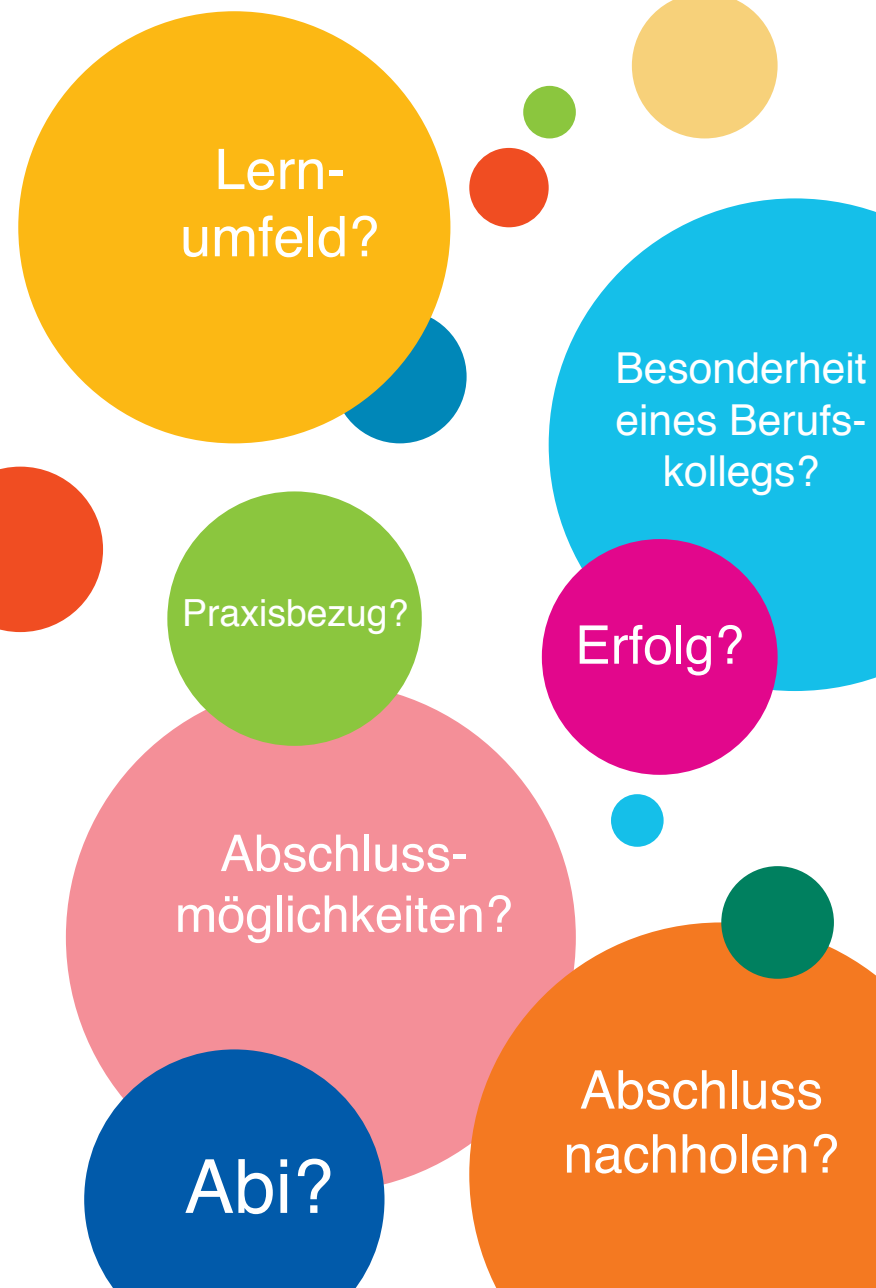 Lern-
umfeld?
Besonderheit
eines Berufs-
kollegs?
Praxisbezug?
Erfolg?
Abschluss-
möglichkeiten?
Abschluss
nachholen?
Abi?